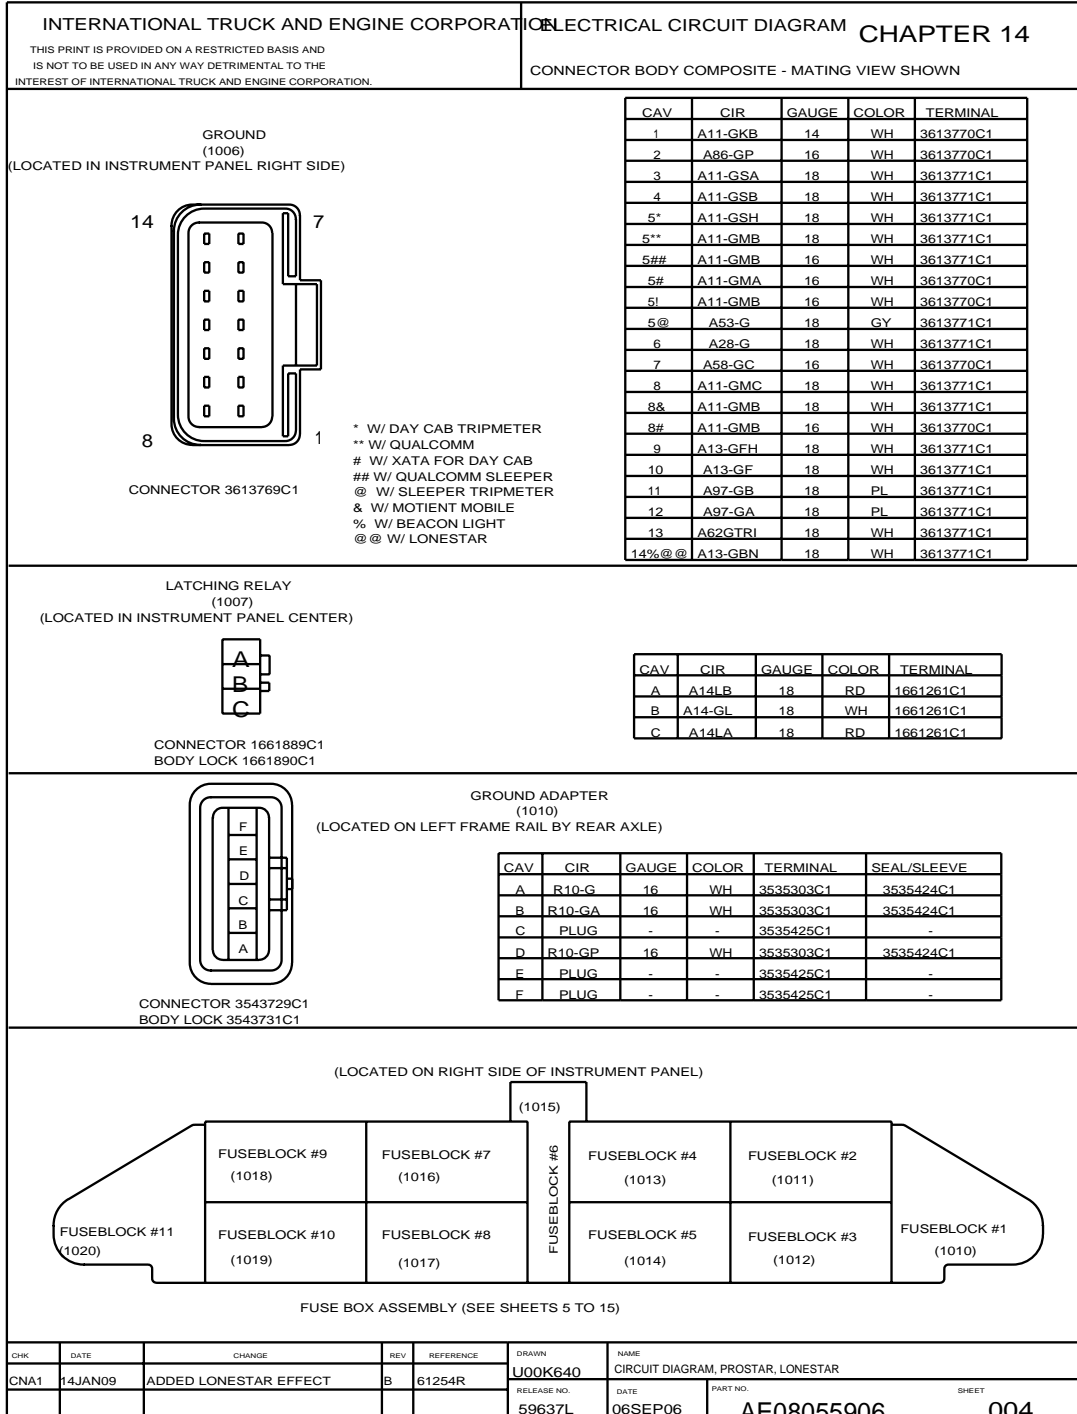 INTERNATIONAL TRUCK AND ENGINE CORPORATION
THIS PRINT IS PROVIDED ON A RESTRICTED BASIS AND
IS NOT TO BE USED IN ANY WAY DETRIMENTAL TO THE
INTEREST OF INTERNATIONAL TRUCK AND ENGINE CORPORATION.
ELECTRICAL CIRCUIT DIAGRAM CHAPTER 14
CONNECTOR BODY COMPOSITE - MATING VIEW SHOWN
GROUND
(1006)
(LOCATED IN INSTRUMENT PANEL RIGHT SIDE)
14 7
8 1
CONNECTOR 3613769C1
* W/ DAY CAB TRIPMETER
** W/ QUALCOMM
# W/ XATA FOR DAY CAB
## W/ QUALCOMM SLEEPER
@ W/ SLEEPER TRIPMETER
& W/ MOTIENT MOBILE
% W/ BEACON LIGHT
@@ W/ LONESTAR
CAV CIR GAUGE COLOR TERMINAL
1 A11-GKB 14 WH 3613770C1
2 A86-GP 16 WH 3613770C1
3 A11-GSA 18 WH 3613771C1
4 A11-GSB 18 WH 3613771C1
5* A11-GSH 18 WH 3613771C1
5** A11-GMB 18 WH 3613771C1
5## A11-GMB 16 WH 3613771C1
5# A11-GMA 16 WH 3613770C1
5! A11-GMB 16 WH 3613770C1
5@ A53-G 18 GY 3613771C1
6 A28-G 18 WH 3613771C1
7 A58-GC 16 WH 3613770C1
8 A11-GMC 18 WH 3613771C1
8& A11-GMB 18 WH 3613771C1
8# A11-GMB 16 WH 3613770C1
9 A13-GFH 18 WH 3613771C1
10 A13-GF 18 WH 3613771C1
11 A97-GB 18 PL 3613771C1
12 A97-GA 18 PL 3613771C1
13 A62GTRI 18 WH 3613771C1
14%@@ A13-GBN 18 WH 3613771C1
LATCHING RELAY
(1007)
(LOCATED IN INSTRUMENT PANEL CENTER)
A
B
C
CONNECTOR 1661889C1
BODY LOCK 1661890C1
CAV CIR GAUGE COLOR TERMINAL
A A14LB 18 RD 1661261C1
B A14-GL 18 WH 1661261C1
C A14LA 18 RD 1661261C1
GROUND ADAPTER
(1010)
(LOCATED ON LEFT FRAME RAIL BY REAR AXLE)
F
E
D
C
B
A
CONNECTOR 3543729C1
BODY LOCK 3543731C1
CAV CIR GAUGE COLOR TERMINAL SEAL/SLEEVE
A R10-G 16 WH 3535303C1 3535424C1
B R10-GA 16 WH 3535303C1 3535424C1
C PLUG - - 3535425C1 -
D R10-GP 16 WH 3535303C1 3535424C1
E PLUG - - 3535425C1 -
F PLUG - - 3535425C1 -
(LOCATED ON RIGHT SIDE OF INSTRUMENT PANEL)
(1015)
FUSEBLOCK #6
FUSEBLOCK #9
(1018)
FUSEBLOCK #7
(1016)
FUSEBLOCK #4
(1013)
FUSEBLOCK #2
(1011)
FUSEBLOCK #11
(1020)
FUSEBLOCK #10
(1019)
FUSEBLOCK #8
(1017)
FUSEBLOCK #5
(1014)
FUSEBLOCK #3
(1012)
FUSEBLOCK #1
(1010)
FUSE BOX ASSEMBLY (SEE SHEETS 5 TO 15)
CHK DATE CHANGE REV REFERENCE
CNA1 14JAN09 ADDED LONESTAR EFFECT B 61254R
DRAWN
U00K640
NAME
CIRCUIT DIAGRAM, PROSTAR, LONESTAR
RELEASE NO.
59637L
DATE
06SEP06
PART NO.
AE08055906
SHEET
004